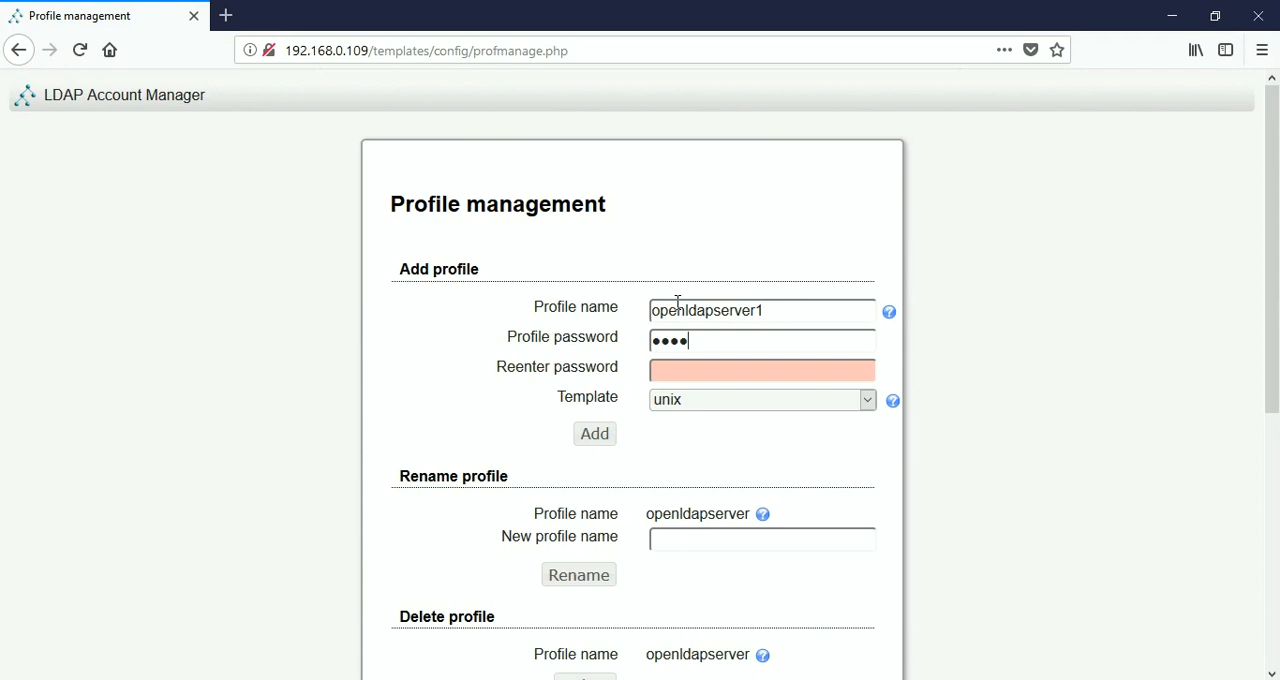 Profile management
192.168.0.109/templates/config/profmanage.php
LDAP Account Manager
Profile management
Add profile
Profile name openldapserver1
Profile password ••••
Reenter password
Template unix
Add
Rename profile
Profile name openldapserver
New profile name
Rename
Delete profile
Profile name openldapserver